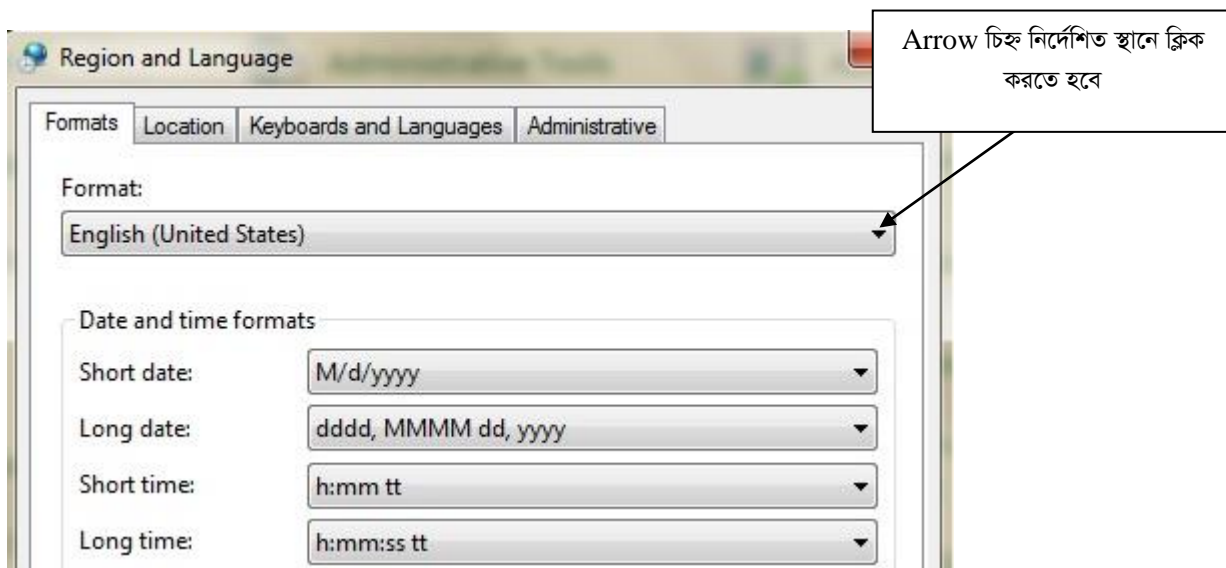 Arrow চিহ্ন নির্দেশিত স্থানে ক্লিক
করতে হবে
Region and Language
Formats Location Keyboards and Languages Administrative
Format:
English (United States)
Date and time formats
Short date: M/d/yyyy
Long date: dddd, MMMM dd, yyyy
Short time: h:mm tt
Long time: h:mm:ss tt